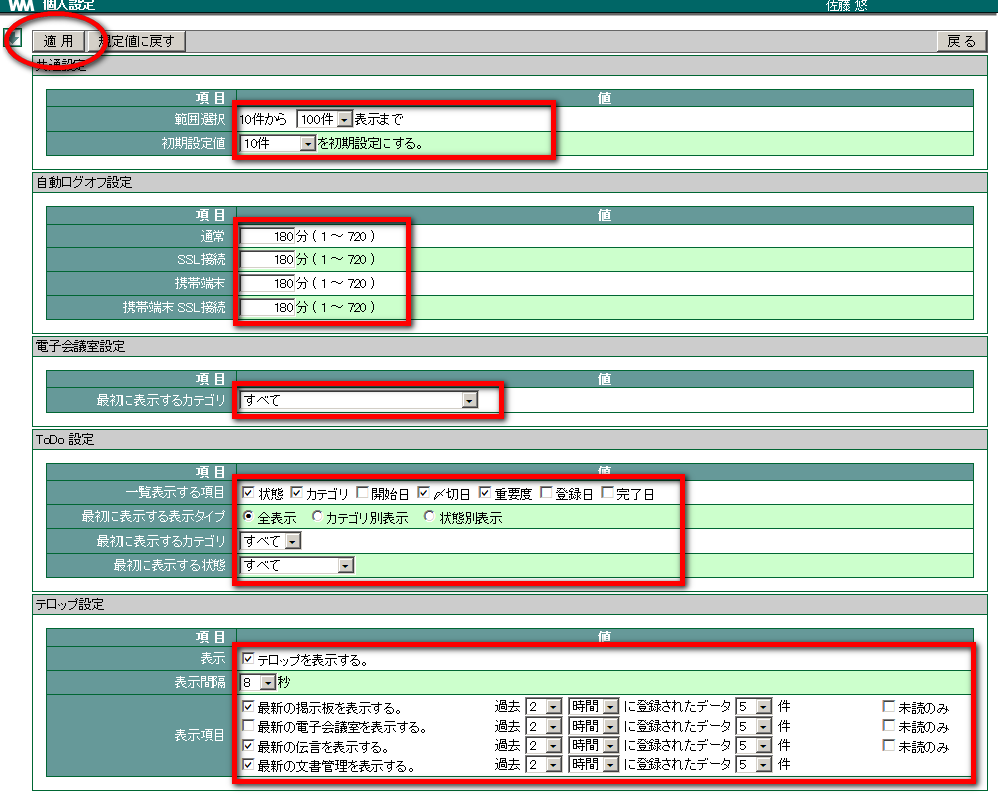 WM 個人設定 佐藤 悠
適 用 規定値に戻す 戻 る
共通設定
項 目 値
範囲選択 10件から 100件 表示まで
初期設定値 10件 を初期設定にする。
自動ログオフ設定
項 目 値
通常 180 分 ( 1 ～ 720 )
SSL接続 180 分 ( 1 ～ 720 )
携帯端末 180 分 ( 1 ～ 720 )
携帯端末 SSL接続 180 分 ( 1 ～ 720 )
電子会議室設定
項 目 値
最初に表示するカテゴリ すべて
ToDo 設定
項 目 値
一覧表示する項目 状態 カテゴリ 開始日 〆切日 重要度 登録日 完了日
最初に表示する表示タイプ 全表示 カテゴリ別表示 状態別表示
最初に表示するカテゴリ すべて
最初に表示する状態 すべて
テロップ設定
項 目 値
表示 テロップを表示する。
表示間隔 8 秒
表示項目
最新の掲示板を表示する。 過去 2 時間 に登録されたデータ 5 件 未読のみ
最新の電子会議室を表示する。 過去 2 時間 に登録されたデータ 5 件 未読のみ
最新の伝言を表示する。 過去 2 時間 に登録されたデータ 5 件 未読のみ
最新の文書管理を表示する。 過去 2 時間 に登録されたデータ 5 件